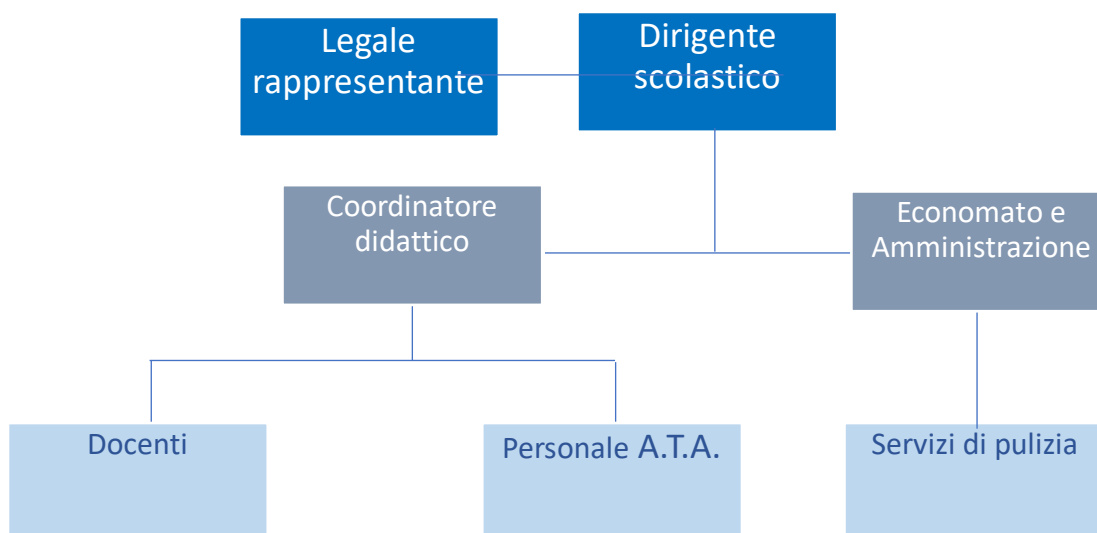 Legale
rappresentante
Dirigente
scolastico
Coordinatore
didattico
Economato e
Amministrazione
Docenti
Personale A.T.A.
Servizi di pulizia